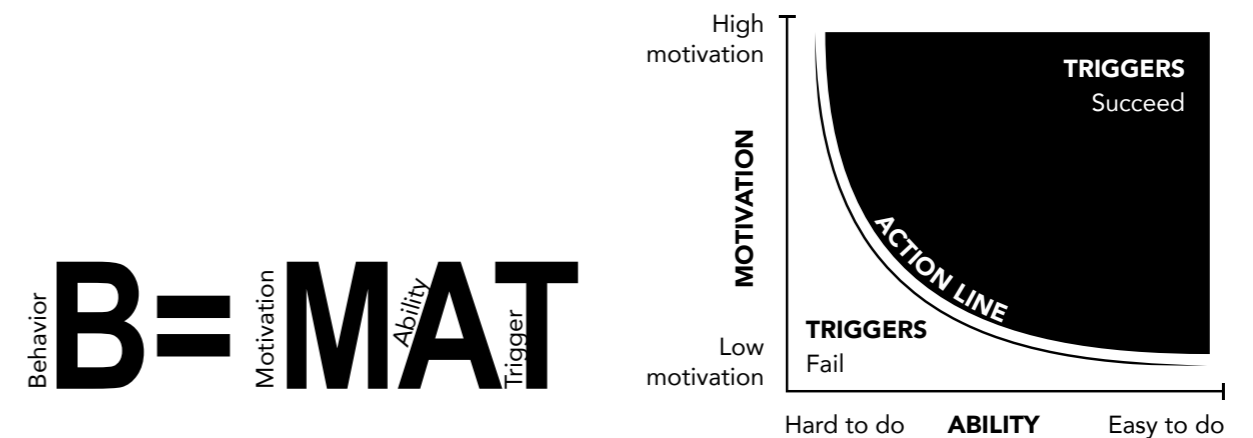 Behavior
B=
Motivation
MAT
Ability
Trigger
High
motivation
MOTIVATION
Low
motivation
TRIGGERS
Succeed
ACTION LINE
TRIGGERS
Fail
Hard to do
ABILITY
Easy to do